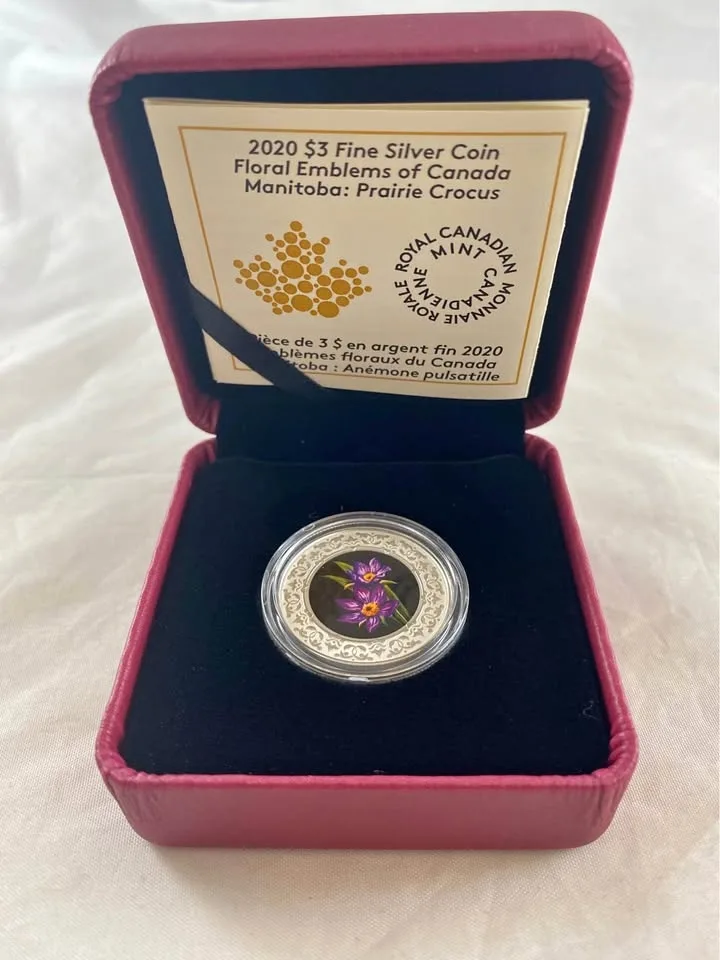 2020 $3 Fine Silver Coin
Floral Emblems of Canada
Manitoba: Prairie Crocus
ROYAL CANADIAN
MINT
MONNAIE ROYALE
CANADIENNE
de 3 $ en argent fin 2020
floraux du Canada
: Anémone pulsatille